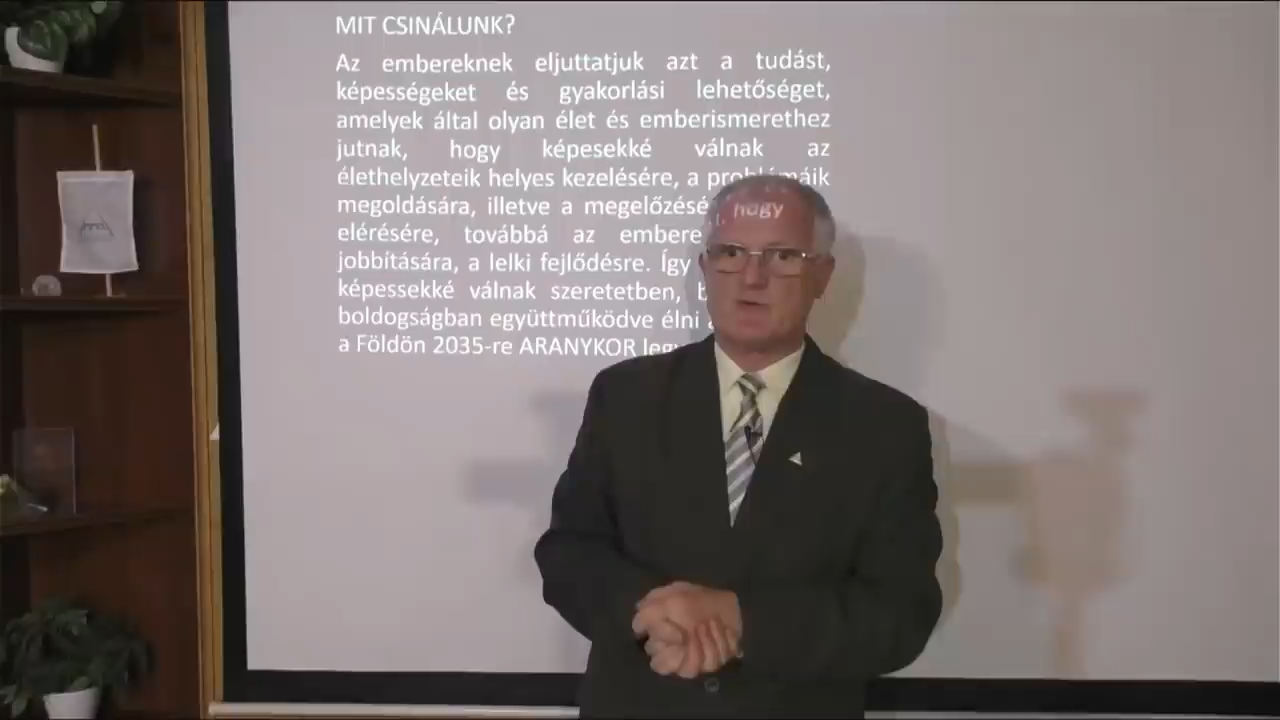 MIT CSINÁLUNK?
Az embereknek eljuttatjuk azt a tudást,
képességeket és gyakorlási lehetőséget,
amelyek által olyan élet és emberismerethez
jutnak, hogy képesekké válnak az
élethelyzeteik helyes kezelésére, a problémáik
megoldására, illetve a megelőzésé hogy
elérésére, továbbá az embere
jobbítására, a lelki fejlődésre. Így
képessekké válnak szeretetben, b
boldogságban együttműködve élni
a Földön 2035-re ARANYKOR legy